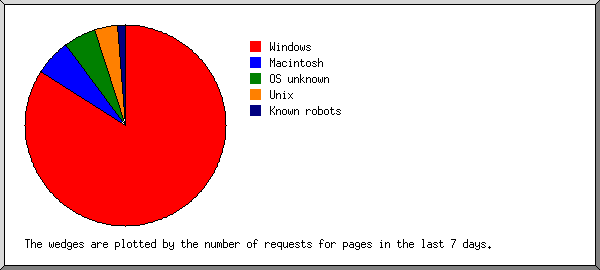 Windows
Macintosh
OS unknown
Unix
Known robots
The wedges are plotted by the number of requests for pages in the last 7 days.